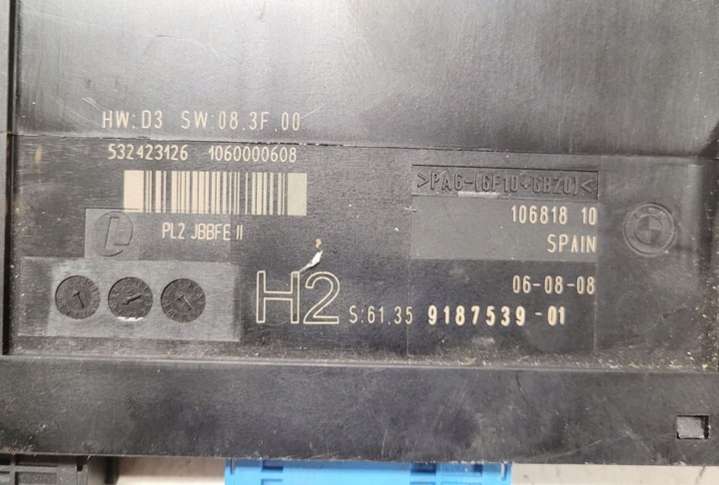 HW:D3 SW:08.3F.00
532423126 1060000608
>PA6-(GF10+GB20)<
106818 10
PL2 JBBFE II
SPAIN
06-08-08
H2 S:61.35 9187539-01